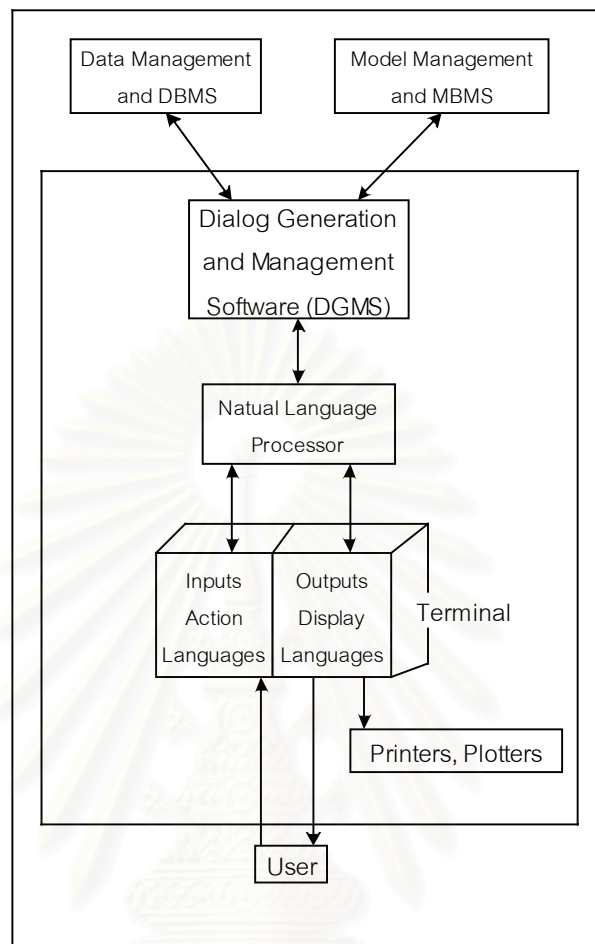 Data Management
and DBMS
Model Management
and MBMS
Dialog Generation
and Management
Software (DGMS)
Natual Language
Processor
Inputs
Action
Languages
Outputs
Display
Languages
Terminal
Printers, Plotters
User